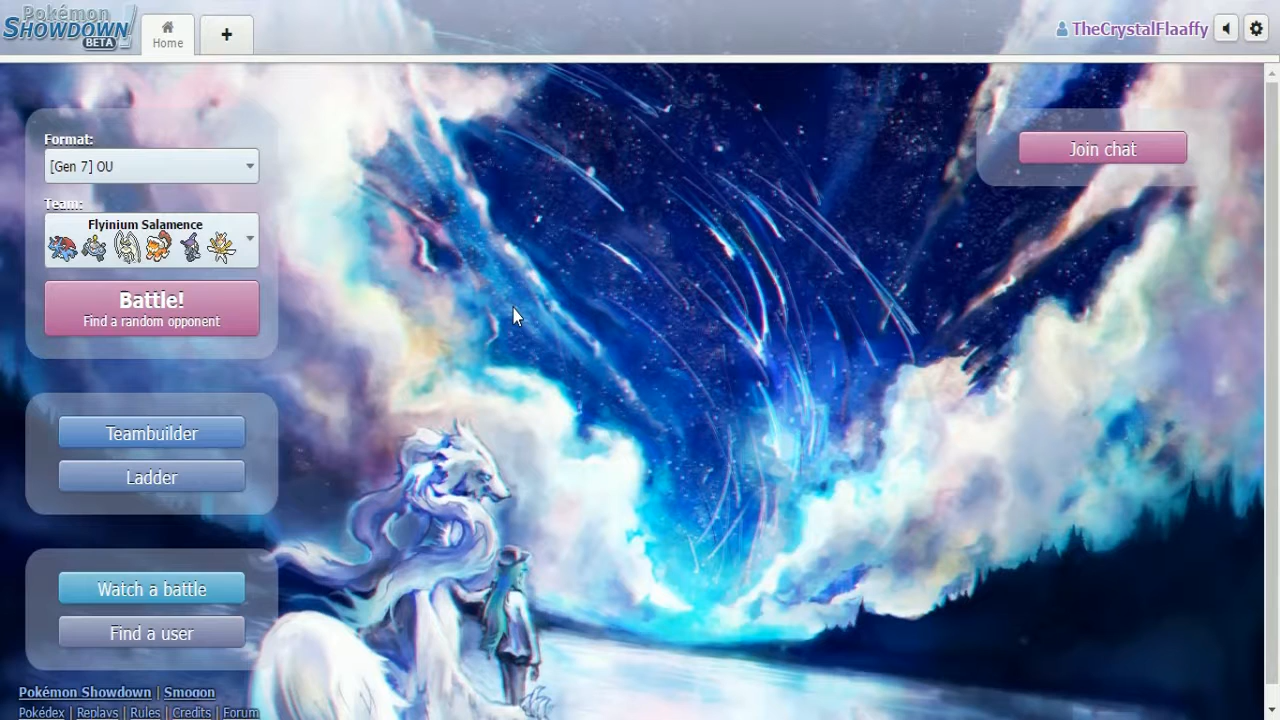 Pokémon
SHOWDOWN!
BETA
Home
+
TheCrystalFlaaffy
Format:
[Gen 7] OU
Team:
Flyinium Salamence
Battle!
Find a random opponent
Join chat
Teambuilder
Ladder
Watch a battle
Find a user
Pokémon Showdown | Smogon
Pokédex | Replays | Rules | Credits | Forum